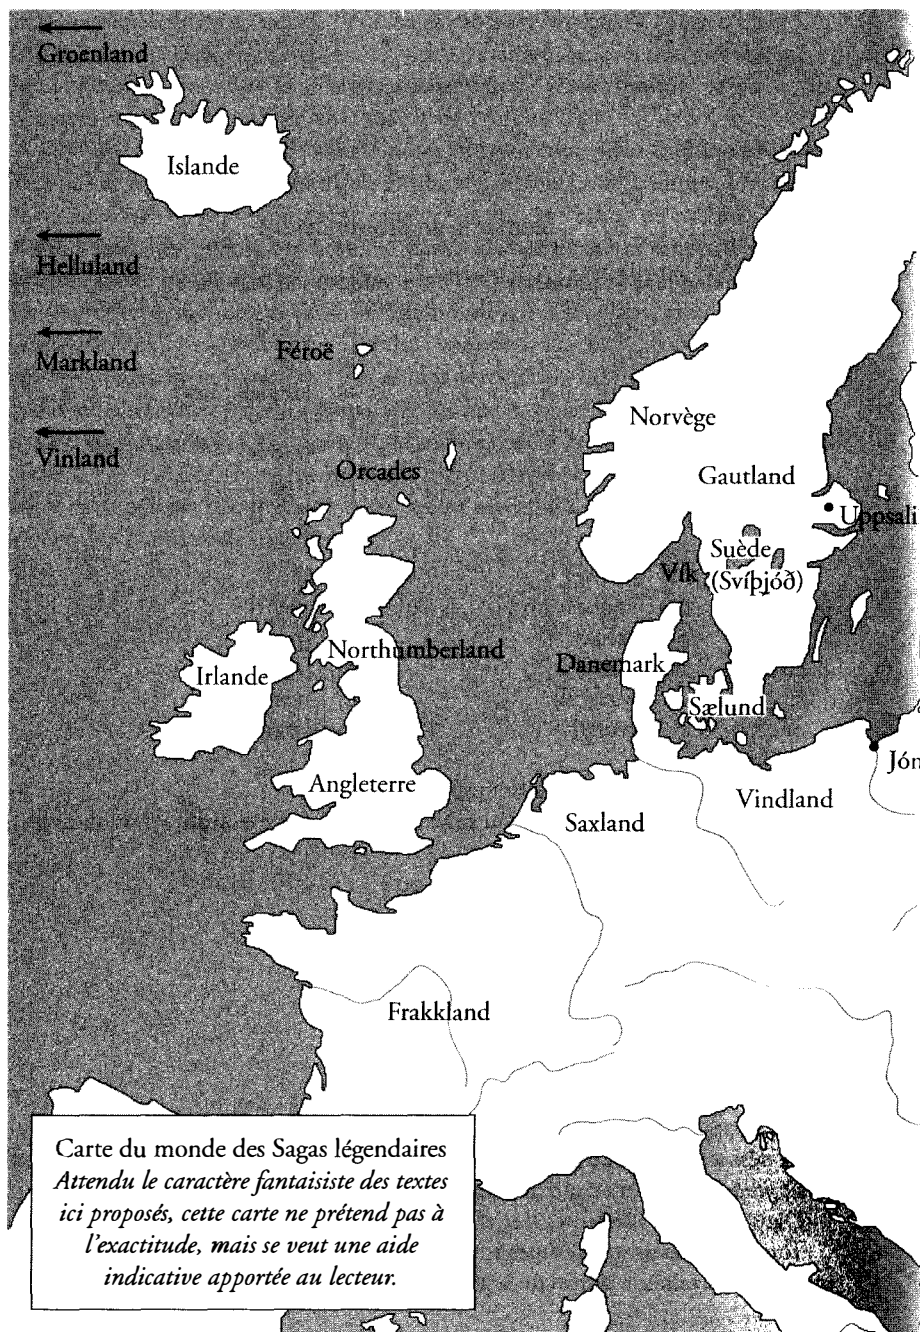 Groenland
Islande
Helluland
Féroë
Markland
Norvège
Vinland
Orcades
Gautland
Uppsali
Suède
Vík
(Svíþjóð)
Northumberland
Danemark
Irlande
Sælund
Jón
Angleterre
Vindland
Saxland
Frakkland
Carte du monde des Sagas légendaires
Attendu le caractère fantaisiste des textes
ici proposés, cette carte ne prétend pas à
l'exactitude, mais se veut une aide
indicative apportée au lecteur.